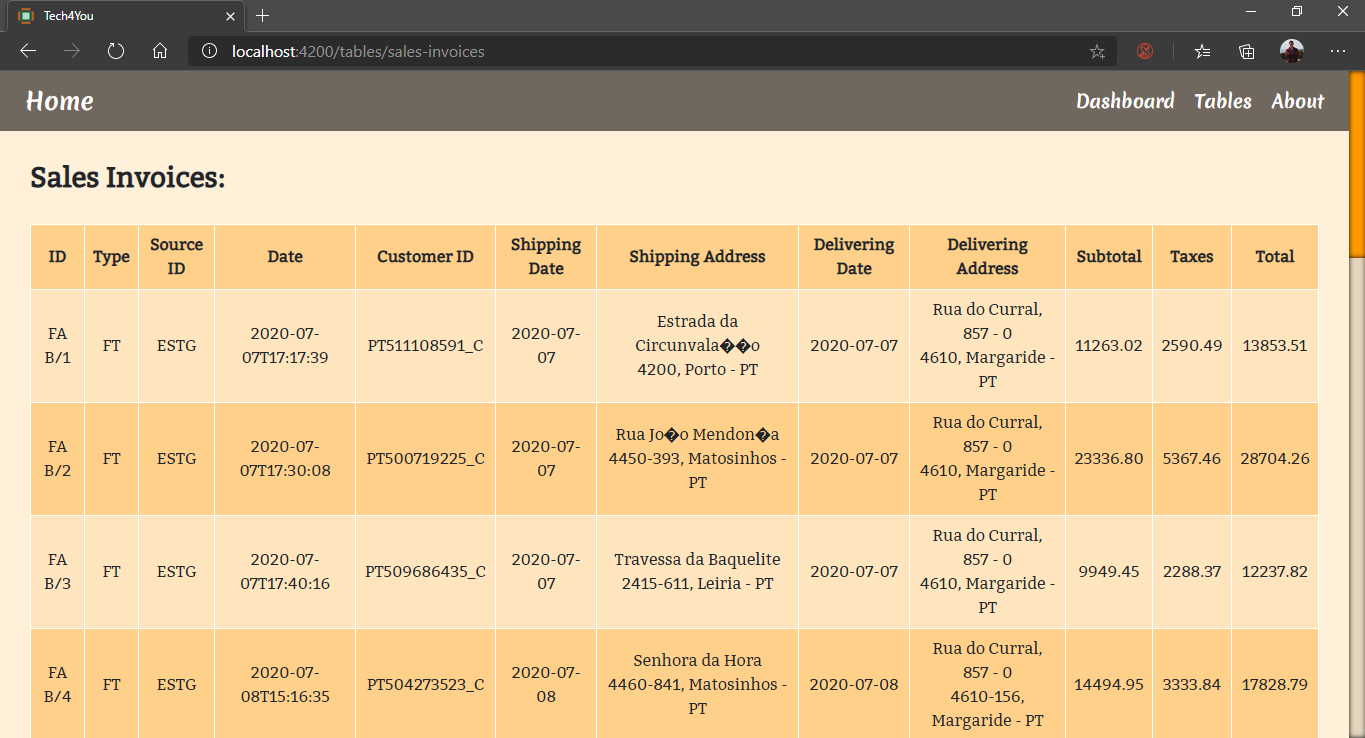 Tech4You
localhost:4200/tables/sales-invoices
Home Dashboard Tables About
Sales Invoices:
ID Type Source ID Date Customer ID Shipping Date Shipping Address Delivering Date Delivering Address Subtotal Taxes Total
FA B/1 FT ESTG 2020-07-07T17:17:39 PT511108591_C 2020-07-07 Estrada da Circunvala��o 4200, Porto - PT 2020-07-07 Rua do Curral, 857 - 0 4610, Margaride - PT 11263.02 2590.49 13853.51
FA B/2 FT ESTG 2020-07-07T17:30:08 PT500719225_C 2020-07-07 Rua Jo�o Mendon�a 4450-393, Matosinhos - PT 2020-07-07 Rua do Curral, 857 - 0 4610, Margaride - PT 23336.80 5367.46 28704.26
FA B/3 FT ESTG 2020-07-07T17:40:16 PT509686435_C 2020-07-07 Travessa da Baquelite 2415-611, Leiria - PT 2020-07-07 Rua do Curral, 857 - 0 4610, Margaride - PT 9949.45 2288.37 12237.82
FA B/4 FT ESTG 2020-07-08T15:16:35 PT504273523_C 2020-07-08 Senhora da Hora 4460-841, Matosinhos - PT 2020-07-08 Rua do Curral, 857 - 0 4610-156, Margaride - PT 14494.95 3333.84 17828.79